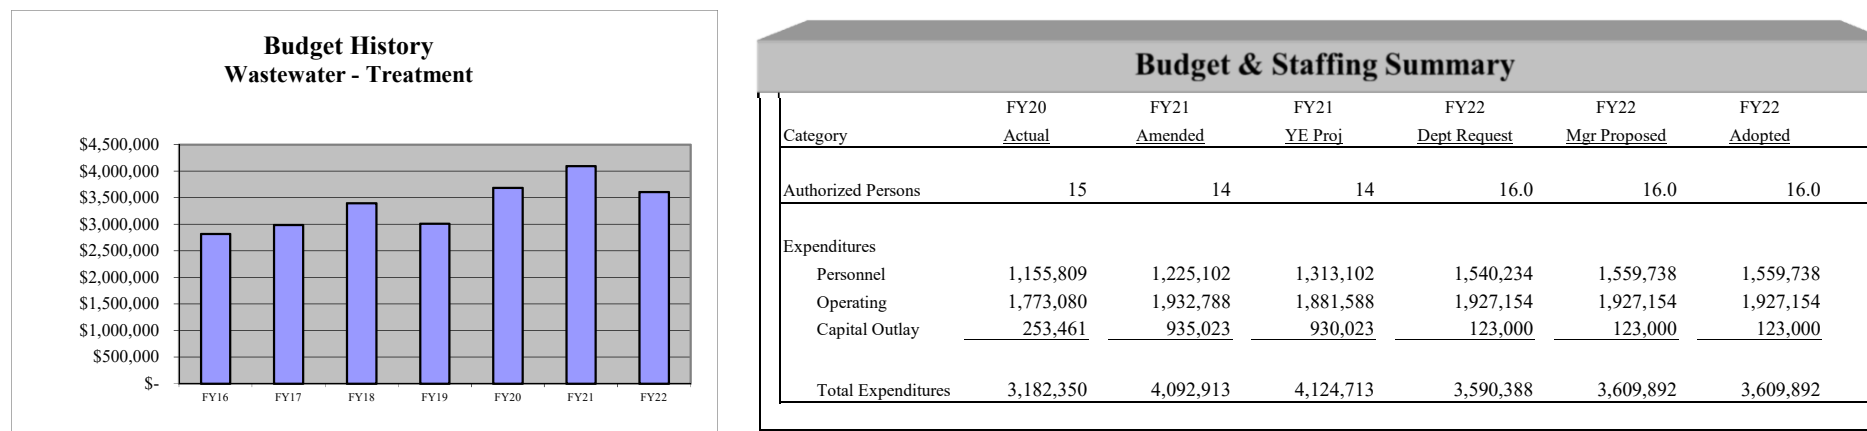 Budget History
Wastewater - Treatment
$4,500,000
$4,000,000
$3,500,000
$3,000,000
$2,500,000
$2,000,000
$1,500,000
$1,000,000
$500,000
$-
FY16 FY17 FY18 FY19 FY20 FY21 FY22
Budget & Staffing Summary
FY20 FY21 FY21 FY22 FY22 FY22
Category Actual Amended YE Proj Dept Request Mgr Proposed Adopted
Authorized Persons 15 14 14 16.0 16.0 16.0
Expenditures
Personnel 1,155,809 1,225,102 1,313,102 1,540,234 1,559,738 1,559,738
Operating 1,773,080 1,932,788 1,881,588 1,927,154 1,927,154 1,927,154
Capital Outlay 253,461 935,023 930,023 123,000 123,000 123,000
Total Expenditures 3,182,350 4,092,913 4,124,713 3,590,388 3,609,892 3,609,892